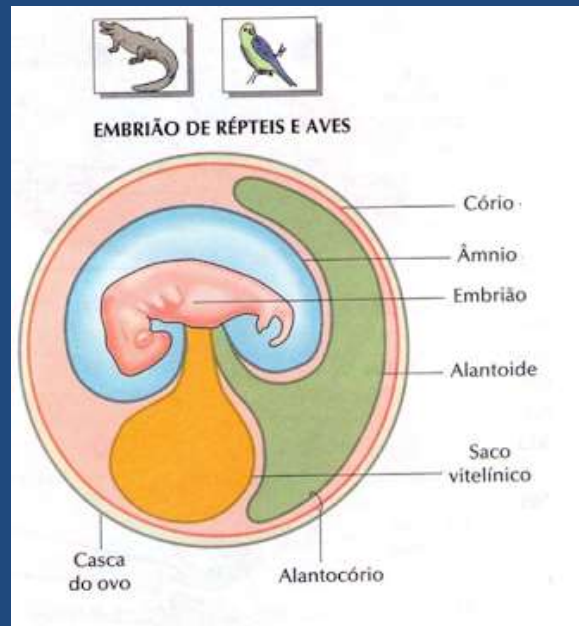 EMBRIÃO DE RÉPTEIS E AVES
Cório
Âmnio
Embrião
Alantoide
Saco
vitelínico
Alantocório
Casca
do ovo